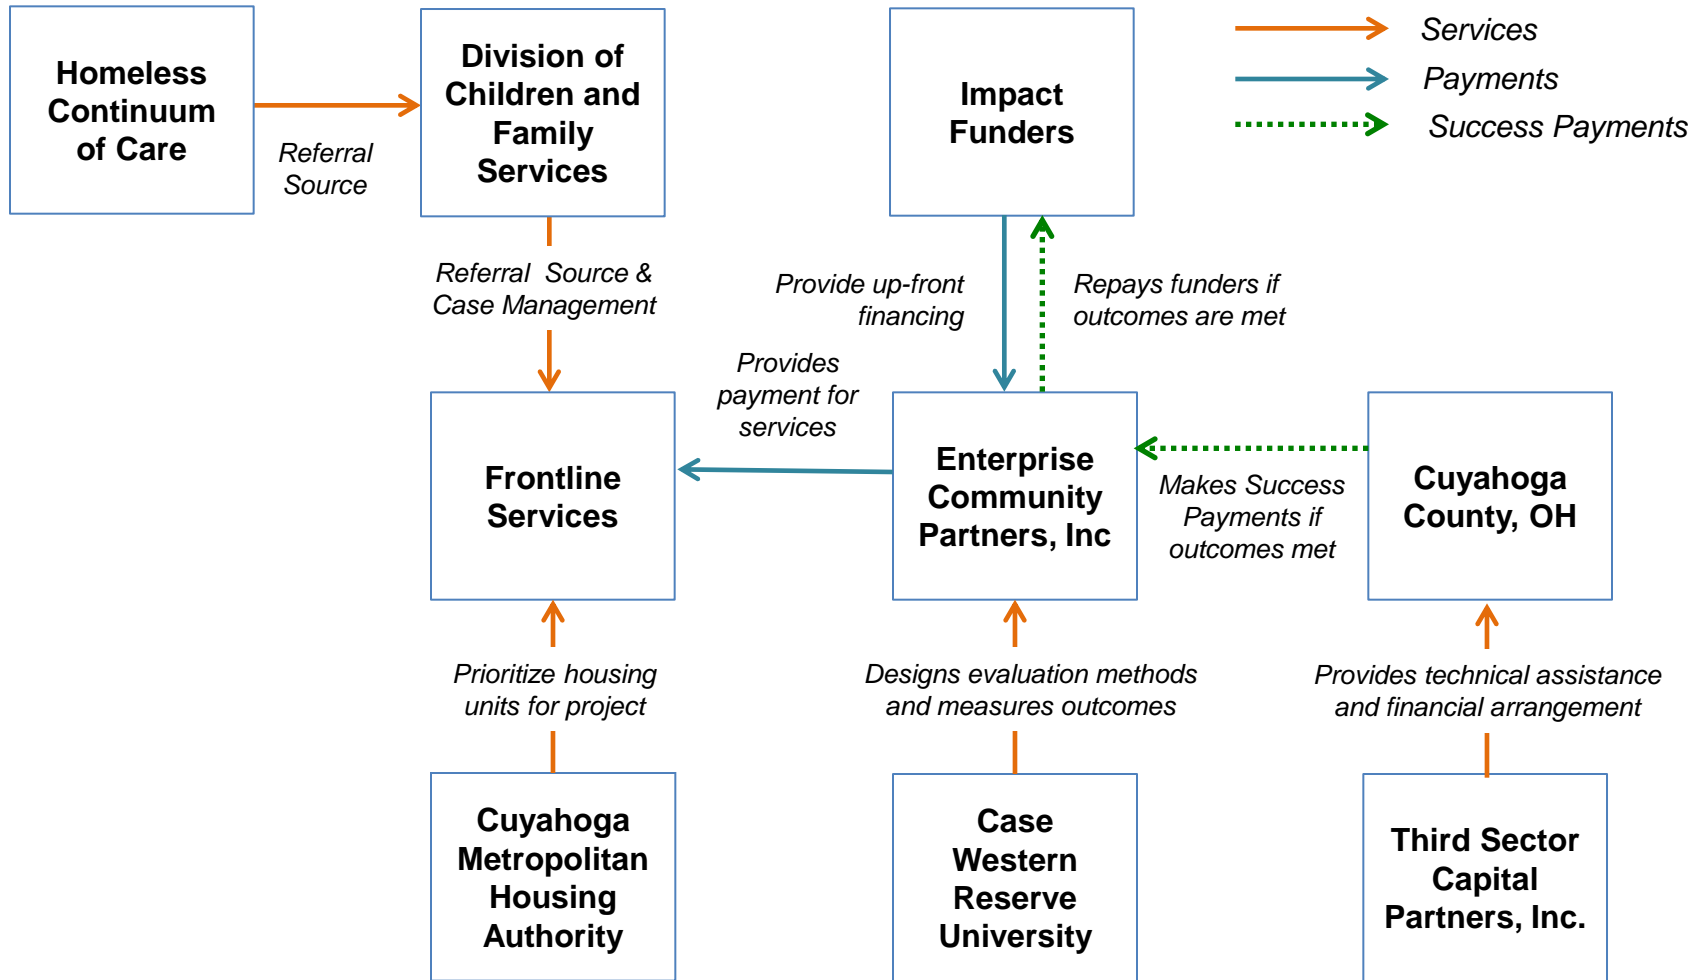 Homeless
Continuum
of Care
Referral
Source
Division of
Children and
Family
Services
Impact
Funders
Services
Payments
Success Payments
Referral  Source &
Case Management
Provide up-front
financing
Repays funders if
outcomes are met
Provides
payment for
services
Frontline
Services
Enterprise
Community
Partners, Inc
Makes Success
Payments if
outcomes met
Cuyahoga
County, OH
Prioritize housing
units for project
Designs evaluation methods
and measures outcomes
Provides technical assistance
and financial arrangement
Cuyahoga
Metropolitan
Housing
Authority
Case
Western
Reserve
University
Third Sector
Capital
Partners, Inc.